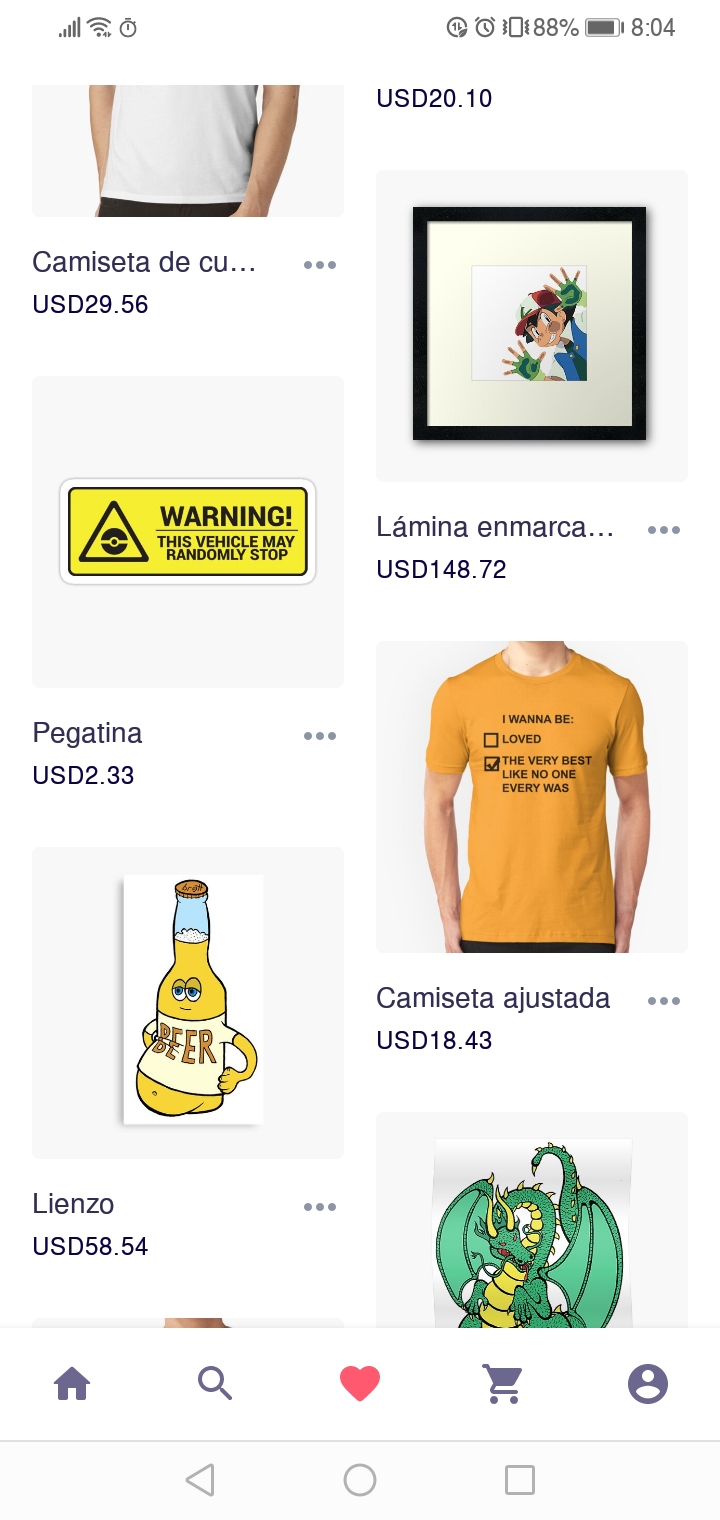 88% 8:04
USD20.10
Camiseta de cu...
USD29.56
WARNING!
THIS VEHICLE MAY
RANDOMLY STOP
Lámina enmarca...
USD148.72
Pegatina
USD2.33
I WANNA BE:
LOVED
THE VERY BEST
LIKE NO ONE
EVERY WAS
Camiseta ajustada
USD18.43
BEER
BEER
Lienzo
USD58.54